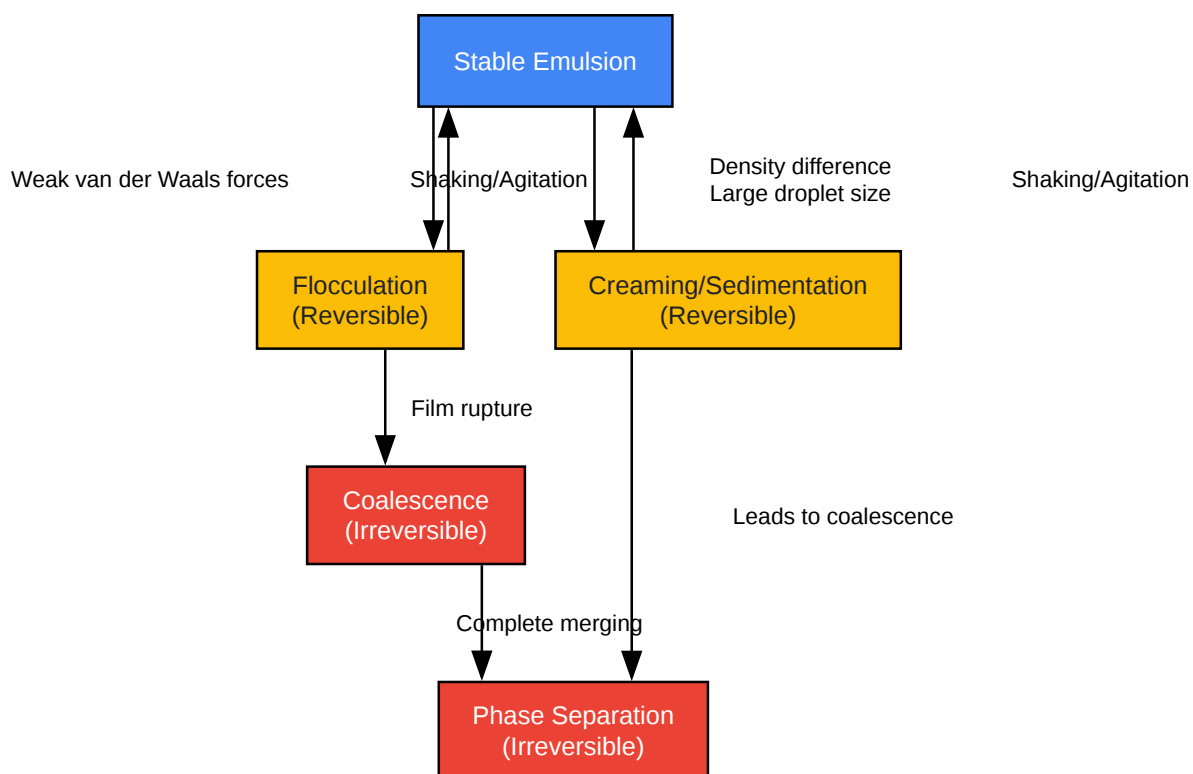 Stable Emulsion
Weak van der Waals forces
Shaking/Agitation
Density difference
Large droplet size
Shaking/Agitation
Flocculation
(Reversible)
Creaming/Sedimentation
(Reversible)
Film rupture
Coalescence
(Irreversible)
Leads to coalescence
Complete merging
Phase Separation
(Irreversible)